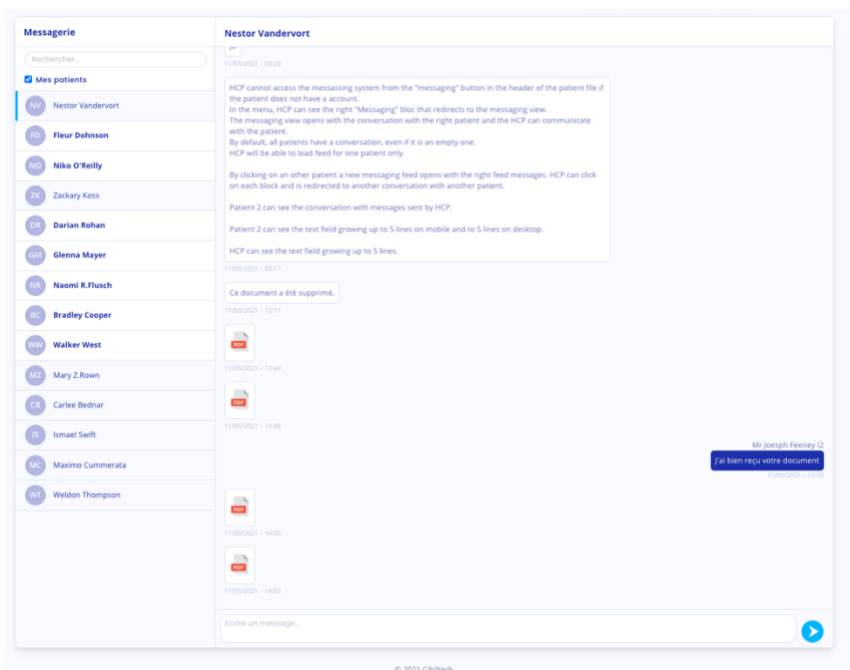 Messagerie
Nestor Vandervort
Rechercher...
Mes patients
NV Nestor Vandervort
FD Fleur Dohnson
NO Niko O'Reilly
ZK Zackary Koss
DR Darian Rohan
GM Glenna Mayer
NR Naomi R.Flusch
BC Bradley Cooper
WW Walker West
MZ Mary Z.Rown
CB Carlee Bednar
IS Ismael Swift
MC Maximo Cummerata
WT Weldon Thompson
11/05/2021 – 08:26
HCP cannot access the messassing system from the "messaging" button in the header of the patient file if
the patient does not have a account.
In the menu, HCP can see the right "Messaging" bloc that redirects to the messaging view.
The messaging view opens with the conversation with the right patient and the HCP can communicate
with the patient.
By default, all patients have a conversation, even if it is an empty one.
HCP will be able to load feed for one patient only.
By clicking on an other patient a new messaging feed opens with the right feed messages. HCP can click
on each block and is redirected to another conversation with another patient.
Patient 2 can see the conversation with messages sent by HCP.
Patient 2 can see the text field growing up to 5 lines on mobile and to 5 lines on desktop.
HCP can see the text field growing up to 5 lines.
11/05/2021 – 09:17
Ce document a été supprimé.
11/05/2021 – 12:11
PDF
11/05/2021 – 13:44
PDF
11/05/2021 – 13:48
Mr Joesph Feeney I2
J'ai bien reçu votre document
11/05/2021 – 13:55
PDF
11/05/2021 – 14:00
PDF
11/05/2021 – 14:03
Ecrire un message...
© 2021 Cibiltech